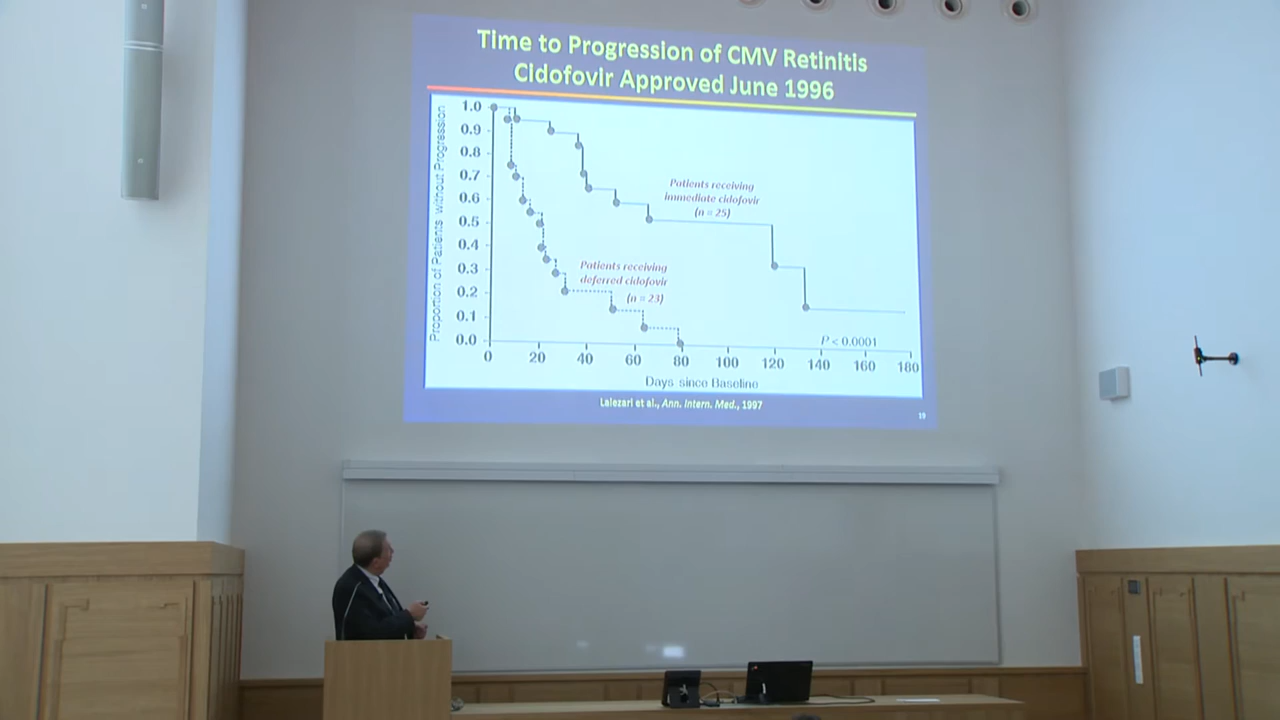 Time to Progression of CMV Retinitis
Cidofovir Approved June 1996
Proportion of Patients without Progression
1.0
0.9
0.8
0.7
0.6
0.5
0.4
0.3
0.2
0.1
0.0
Patients receiving
immediate cidofovir
(n = 25)
Patients receiving
deferred cidofovir
(n = 23)
P < 0.0001
0 20 40 60 80 100 120 140 160 180
Days since Baseline
Lalezari et al., Ann. Intern. Med., 1997
19